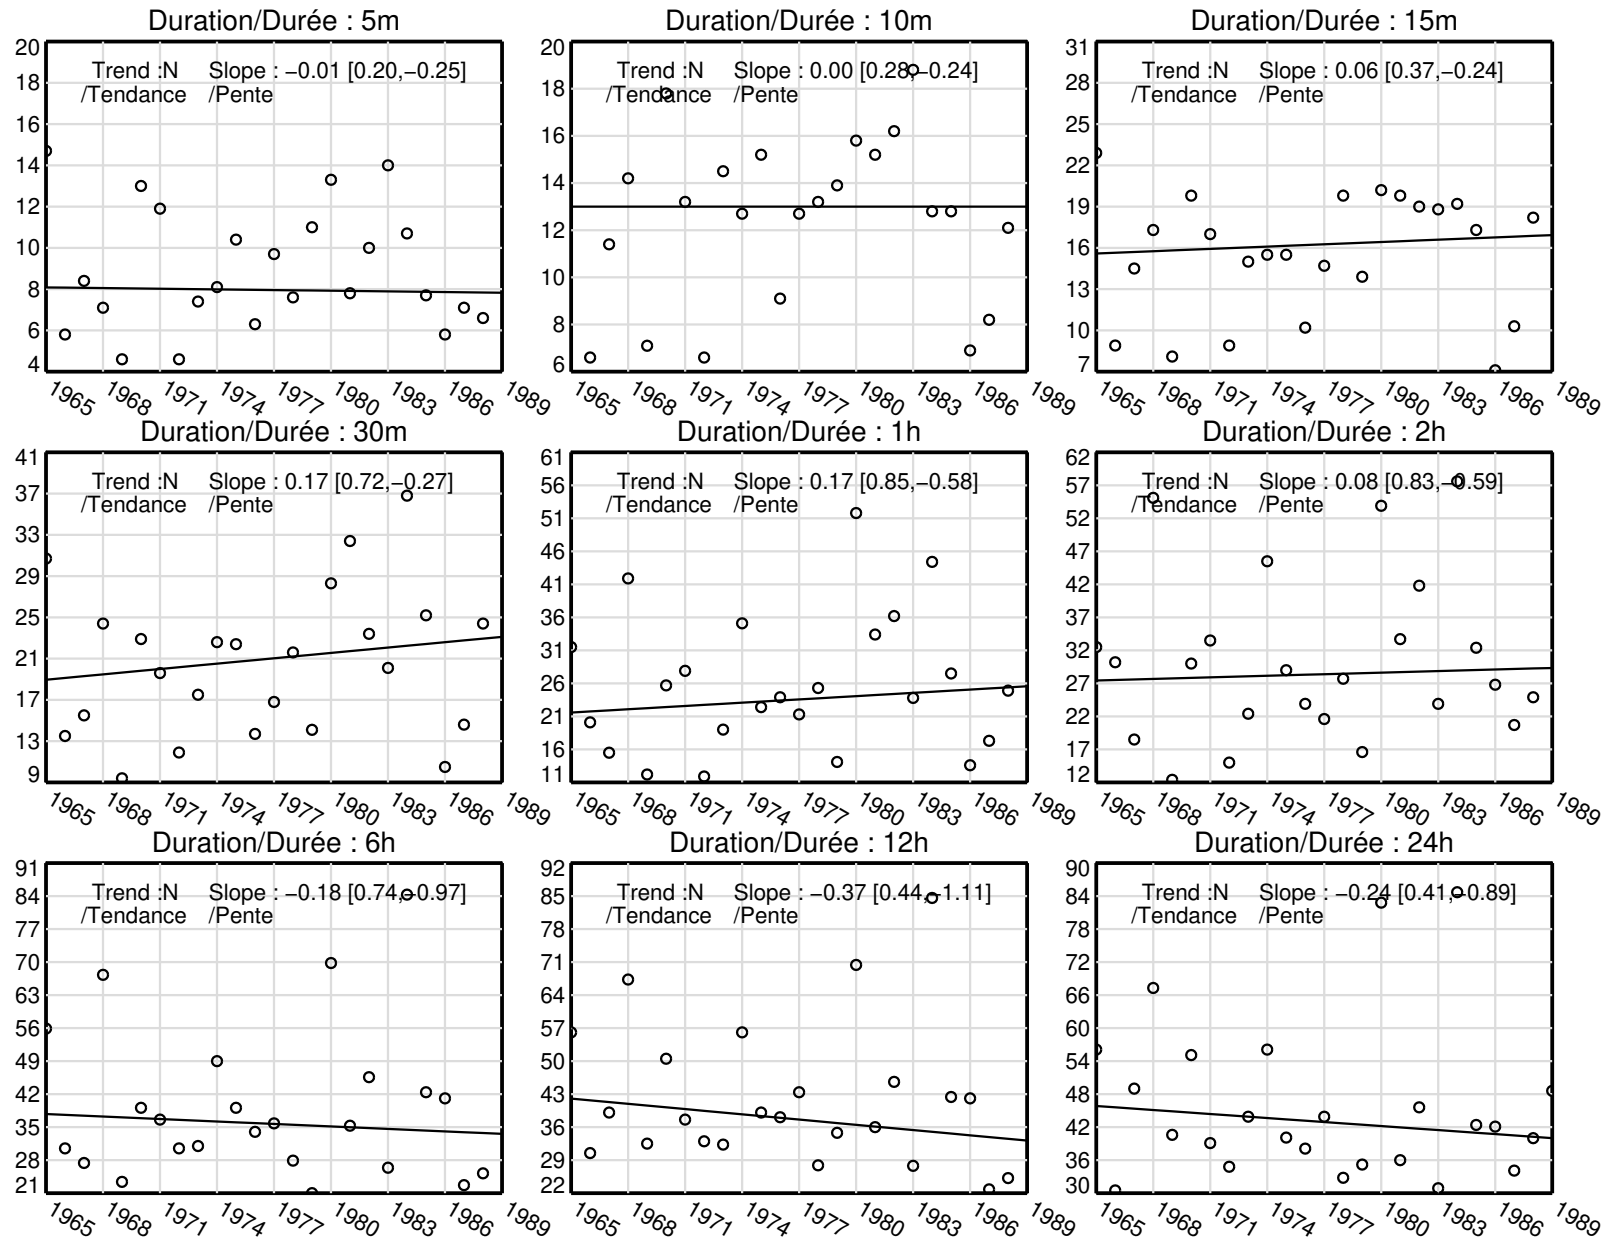 Duration/Durée : 5m
Trend :N Slope : −0.01 [0.20,−0.25]
/Tendance /Pente
20
18
16
14
12
10
8
6
4
1965 1968 1971 1974 1977 1980 1983 1986 1989
Duration/Durée : 10m
Trend :N Slope : 0.00 [0.28,−0.24]
/Tendance /Pente
20
18
16
14
12
10
8
6
1965 1968 1971 1974 1977 1980 1983 1986 1989
Duration/Durée : 15m
Trend :N Slope : 0.06 [0.37,−0.24]
/Tendance /Pente
31
28
25
22
19
16
13
10
7
1965 1968 1971 1974 1977 1980 1983 1986 1989
Duration/Durée : 30m
Trend :N Slope : 0.17 [0.72,−0.27]
/Tendance /Pente
41
37
33
29
25
21
17
13
9
1965 1968 1971 1974 1977 1980 1983 1986 1989
Duration/Durée : 1h
Trend :N Slope : 0.17 [0.85,−0.58]
/Tendance /Pente
61
56
51
46
41
36
31
26
21
16
11
1965 1968 1971 1974 1977 1980 1983 1986 1989
Duration/Durée : 2h
Trend :N Slope : 0.08 [0.83,−0.59]
/Tendance /Pente
62
57
52
47
42
37
32
27
22
17
12
1965 1968 1971 1974 1977 1980 1983 1986 1989
Duration/Durée : 6h
Trend :N Slope : −0.18 [0.74,−0.97]
/Tendance /Pente
91
84
77
70
63
56
49
42
35
28
21
1965 1968 1971 1974 1977 1980 1983 1986 1989
Duration/Durée : 12h
Trend :N Slope : −0.37 [0.44,−1.11]
/Tendance /Pente
92
85
78
71
64
57
50
43
36
29
22
1965 1968 1971 1974 1977 1980 1983 1986 1989
Duration/Durée : 24h
Trend :N Slope : −0.24 [0.41,−0.89]
/Tendance /Pente
90
84
78
72
66
60
54
48
42
36
30
1965 1968 1971 1974 1977 1980 1983 1986 1989